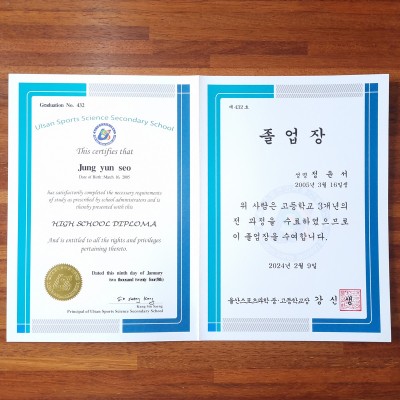 Graduation No. 432
Ulsan Sports Science Secondary School
This certifies that
Jung yun seo
Date of Birth: March 16, 2005
has satisfactorily completed the necessary requirements
of study as prescribed by school administrators and is
thereby presented with this
HIGH SCHOOL DIPLOMA
And is entitled to all the rights and privileges
pertaining thereto.
Dated this ninth day of January
two thousand twenty
Principal of Ulsan Sports Science Secondary School
제 432 호
졸업장
성명 정윤서
2005년 3월 16일생
위 사람은 고등학교 3개년의
전 과정을 수료하였으므로
이 졸업장을 수여합니다.
2024년 2월 9일
울산스포츠과학중·고등학교장 강신